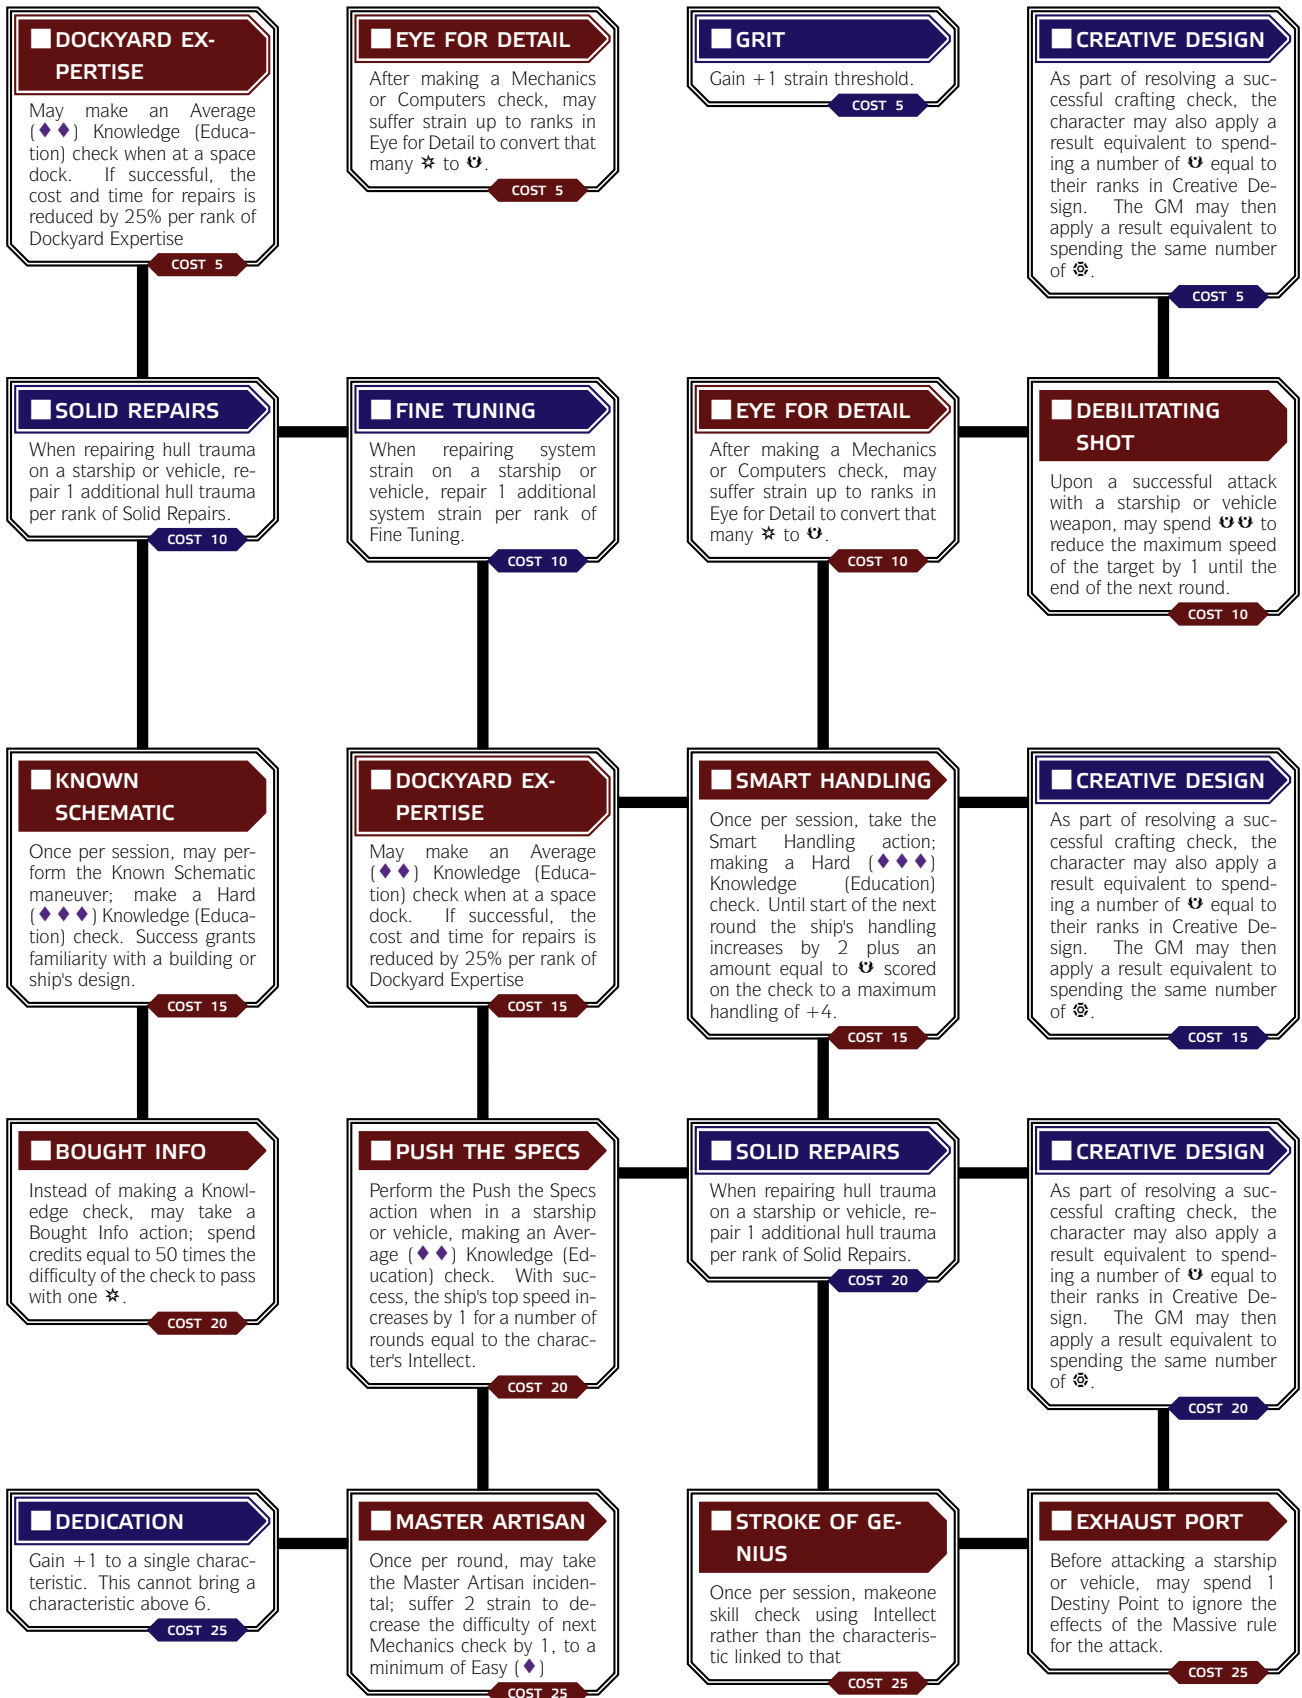 DOCKYARD EX-
PERTISE
May make an Average
(♦♦) Knowledge (Educa-
tion) check when at a space
dock. If successful, the
cost and time for repairs is
reduced by 25% per rank of
Dockyard Expertise
COST 5
EYE FOR DETAIL
After making a Mechanics
or Computers check, may
suffer strain up to ranks in
Eye for Detail to convert that
many to .
COST 5
GRIT
Gain +1 strain threshold.
COST 5
CREATIVE DESIGN
As part of resolving a suc-
cessful crafting check, the
character may also apply a
result equivalent to spend-
ing a number of equal to
their ranks in Creative De-
sign. The GM may then
apply a result equivalent to
spending the same number
of .
COST 5
SOLID REPAIRS
When repairing hull trauma
on a starship or vehicle, re-
pair 1 additional hull trauma
per rank of Solid Repairs.
COST 10
FINE TUNING
When repairing system
strain on a starship or
vehicle, repair 1 additional
system strain per rank of
Fine Tuning.
COST 10
EYE FOR DETAIL
After making a Mechanics
or Computers check, may
suffer strain up to ranks in
Eye for Detail to convert that
many to .
COST 10
DEBILITATING
SHOT
Upon a successful attack
with a starship or vehicle
weapon, may spend to
reduce the maximum speed
of the target by 1 until the
end of the next round.
COST 10
KNOWN
SCHEMATIC
Once per session, may per-
form the Known Schematic
maneuver; make a Hard
(♦♦♦) Knowledge (Educa-
tion) check. Success grants
familiarity with a building or
ship's design.
COST 15
DOCKYARD EX-
PERTISE
May make an Average
(♦♦) Knowledge (Educa-
tion) check when at a space
dock. If successful, the
cost and time for repairs is
reduced by 25% per rank of
Dockyard Expertise
COST 15
SMART HANDLING
Once per session, take the
Smart Handling action;
making a Hard (♦♦♦)
Knowledge (Education)
check. Until start of the next
round the ship's handling
increases by 2 plus an
amount equal to scored
on the check to a maximum
handling of +4.
COST 15
CREATIVE DESIGN
As part of resolving a suc-
cessful crafting check, the
character may also apply a
result equivalent to spend-
ing a number of equal to
their ranks in Creative De-
sign. The GM may then
apply a result equivalent to
spending the same number
of .
COST 15
BOUGHT INFO
Instead of making a Knowl-
edge check, may take a
Bought Info action; spend
credits equal to 50 times the
difficulty of the check to pass
with one .
COST 20
PUSH THE SPECS
Perform the Push the Specs
action when in a starship
or vehicle, making an Aver-
age (♦♦) Knowledge (Ed-
ucation) check. With suc-
cess, the ship's top speed in-
creases by 1 for a number of
rounds equal to the charac-
ter's Intellect.
COST 20
SOLID REPAIRS
When repairing hull trauma
on a starship or vehicle, re-
pair 1 additional hull trauma
per rank of Solid Repairs.
COST 20
CREATIVE DESIGN
As part of resolving a suc-
cessful crafting check, the
character may also apply a
result equivalent to spend-
ing a number of equal to
their ranks in Creative De-
sign. The GM may then
apply a result equivalent to
spending the same number
of .
COST 20
DEDICATION
Gain +1 to a single charac-
teristic. This cannot bring a
characteristic above 6.
COST 25
MASTER ARTISAN
Once per round, may take
the Master Artisan inciden-
tal; suffer 2 strain to de-
crease the difficulty of next
Mechanics check by 1, to a
minimum of Easy (♦)
COST 25
STROKE OF GE-
NIUS
Once per session, makeone
skill check using Intellect
rather than the characteris-
tic linked to that
COST 25
EXHAUST PORT
Before attacking a starship
or vehicle, may spend 1
Destiny Point to ignore the
effects of the Massive rule
for the attack.
COST 25